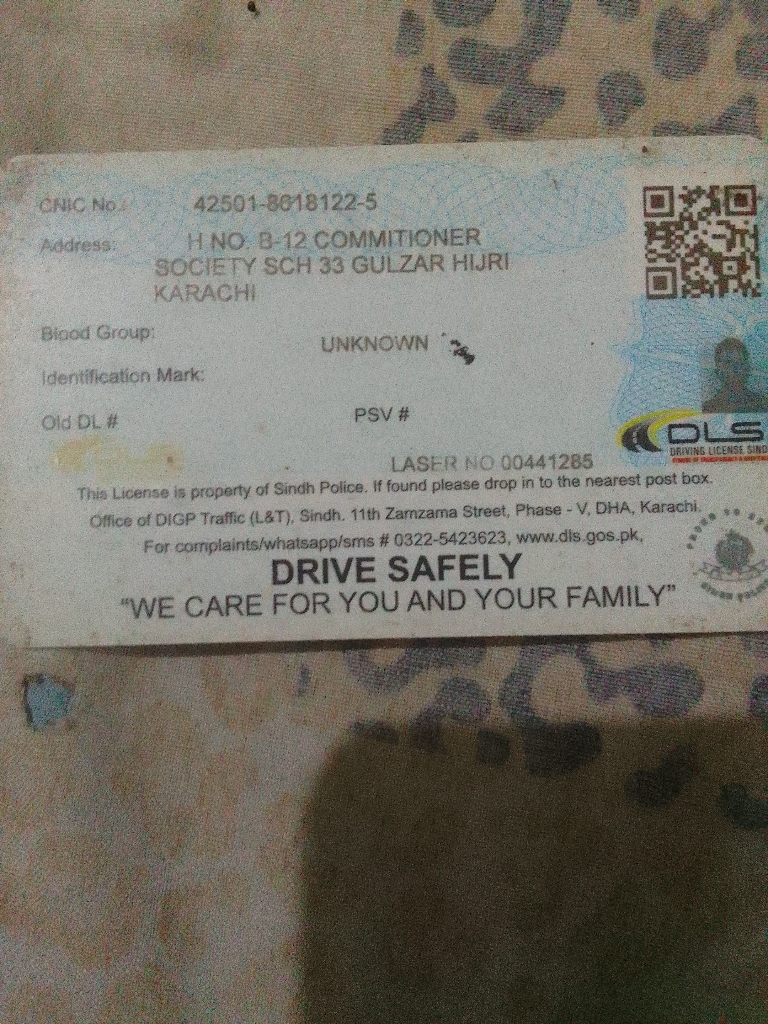 CNIC No.: 42501-8618122-5
Address: H NO. B-12 COMMITIONER
SOCIETY SCH 33 GULZAR HIJRI
KARACHI
Blood Group: UNKNOWN
Identification Mark:
Old DL # PSV #
DLS
DRIVING LICENSE SIND
LASER NO 00441285
This License is property of Sindh Police. If found please drop in to the nearest post box.
Office of DIGP Traffic (L&T), Sindh. 11th Zamzama Street, Phase - V, DHA, Karachi.
For complaints/whatsapp/sms # 0322-5423623, www.dls.gos.pk,
DRIVE SAFELY
"WE CARE FOR YOU AND YOUR FAMILY"